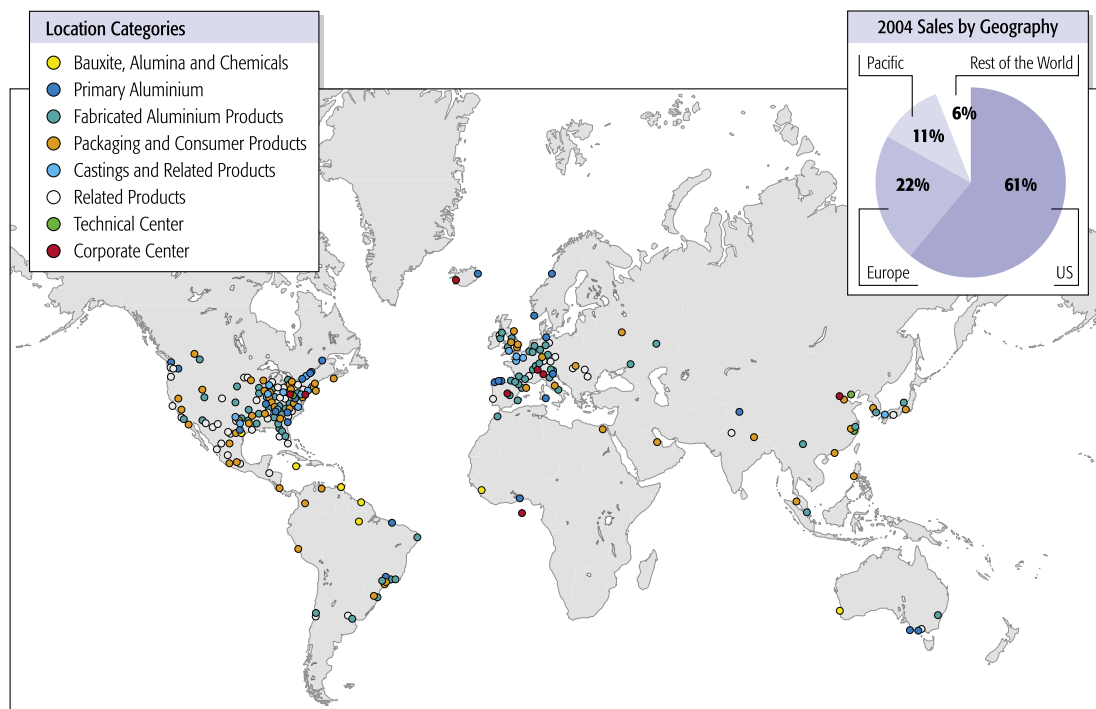 Location Categories
Bauxite, Alumina and Chemicals
Primary Aluminium
Fabricated Aluminium Products
Packaging and Consumer Products
Castings and Related Products
Related Products
Technical Center
Corporate Center
2004 Sales by Geography
Pacific
Rest of the World
6%
11%
22%
61%
Europe
US